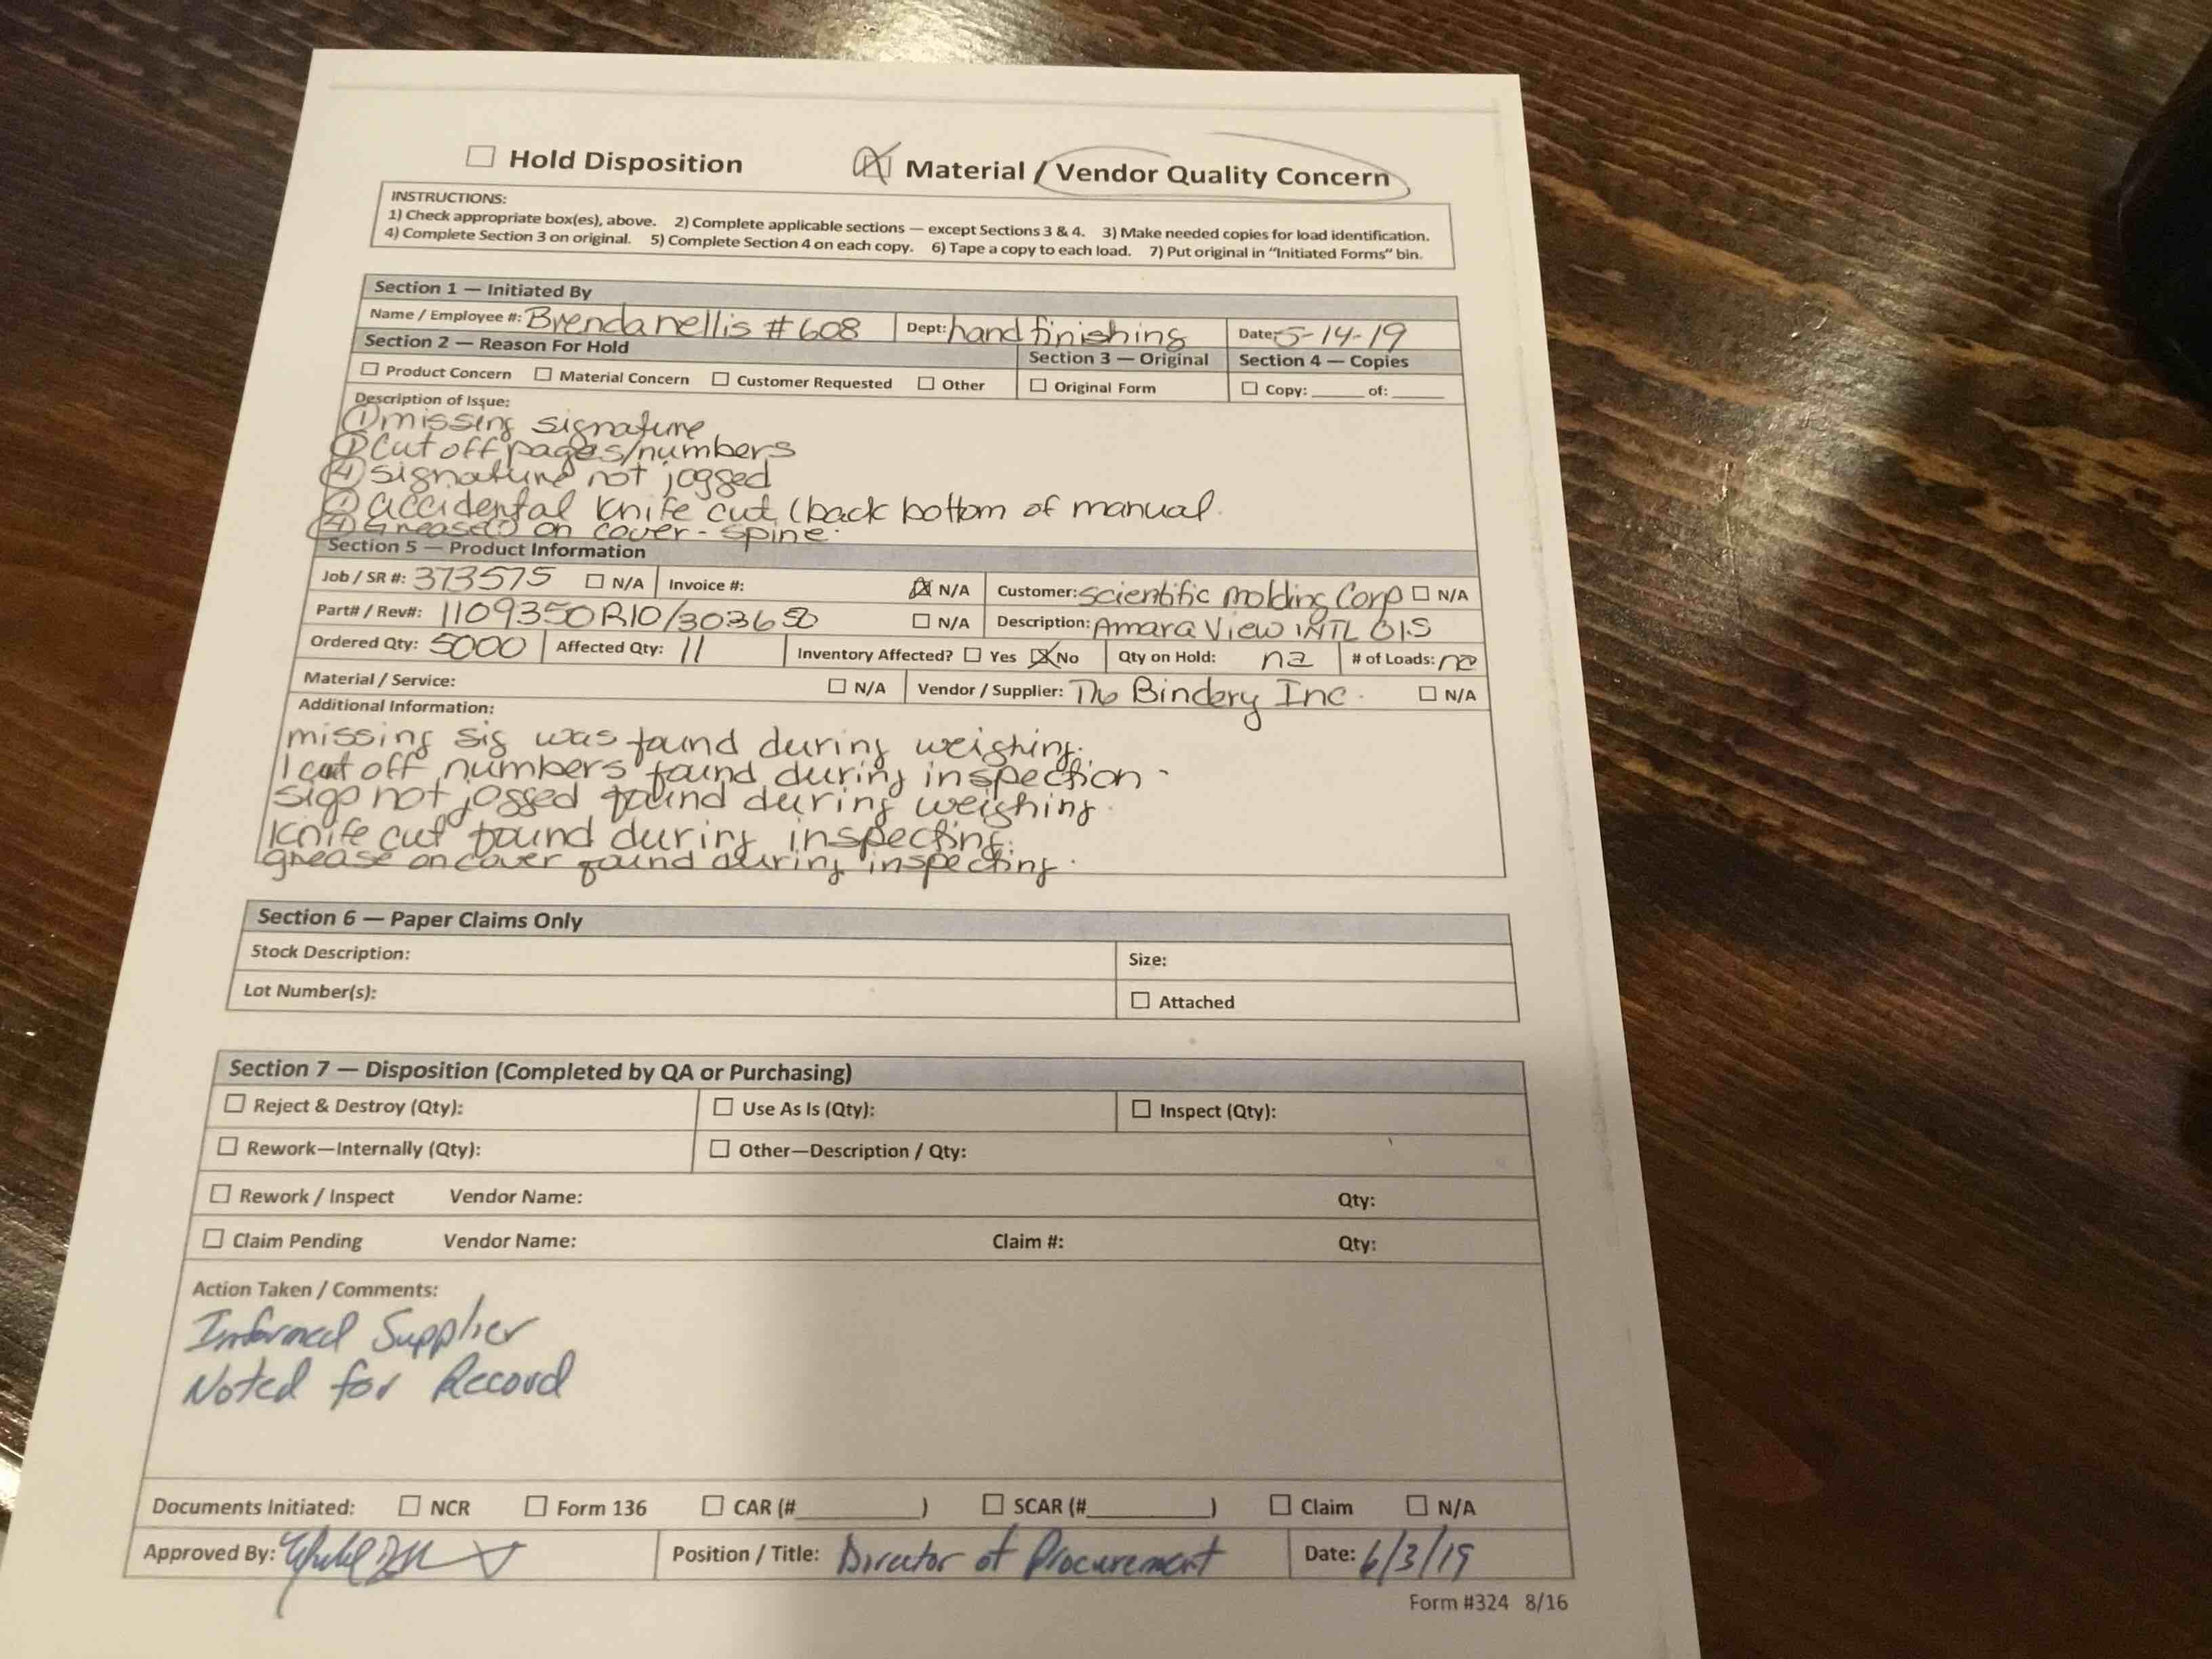 ☐ Hold Disposition ☒ Material / Vendor Quality Concern
INSTRUCTIONS:
1) Check appropriate box(es), above. 2) Complete applicable sections — except Sections 3 & 4. 3) Make needed copies for load identification.
4) Complete Section 3 on original. 5) Complete Section 4 on each copy. 6) Tape a copy to each load. 7) Put original in “Initiated Forms” bin.
Section 1 — Initiated By
Name / Employee #: Brenda nellis #608 Dept: hand finishing Date: 5-14-19
Section 2 — Reason For Hold Section 3 — Original Section 4 — Copies
☐ Product Concern ☐ Material Concern ☐ Customer Requested ☐ Other ☐ Original Form ☐ Copy: ______ of: ______
Description of Issue:
① missing signature
① Cut off pages/numbers
④ signature not jogged
① accidental knife cut (back bottom of manual.
④ Grease on cover - spine.
Section 5 — Product Information
Job / SR #: 373575 ☐ N/A Invoice #: ☒ N/A Customer: scientific molding Corp ☐ N/A
Part# / Rev#: 1109350R10/303650 ☐ N/A Description: Amara View INTL
Ordered Qty: 5000 Affected Qty: 11 Inventory Affected? ☐ Yes ☒ No Qty on Hold: na # of Loads: na
Material / Service: ☐ N/A Vendor / Supplier: The Bindery Inc. ☐ N/A
Additional Information:
missing sig was found during weighing.
1 cut off numbers found during inspection -
sigs not jogged found during weighing.
Knife cut found during inspecting.
grease on cover found during inspecting.
Section 6 — Paper Claims Only
Stock Description: Size:
Lot Number(s): ☐ Attached
Section 7 — Disposition (Completed by QA or Purchasing)
☐ Reject & Destroy (Qty): ☐ Use As Is (Qty): ☐ Inspect (Qty):
☐ Rework—Internally (Qty): ☐ Other—Description / Qty:
☐ Rework / Inspect Vendor Name: Qty:
☐ Claim Pending Vendor Name: Claim #: Qty:
Action Taken / Comments:
Informed Supplier
Noted for Record
Documents Initiated: ☐ NCR ☐ Form 136 ☐ CAR (#__________) ☐ SCAR (#__________) ☐ Claim ☐ N/A
Approved By: Position / Title: Director of Procurement Date: 6/3/19
Form #324 8/16